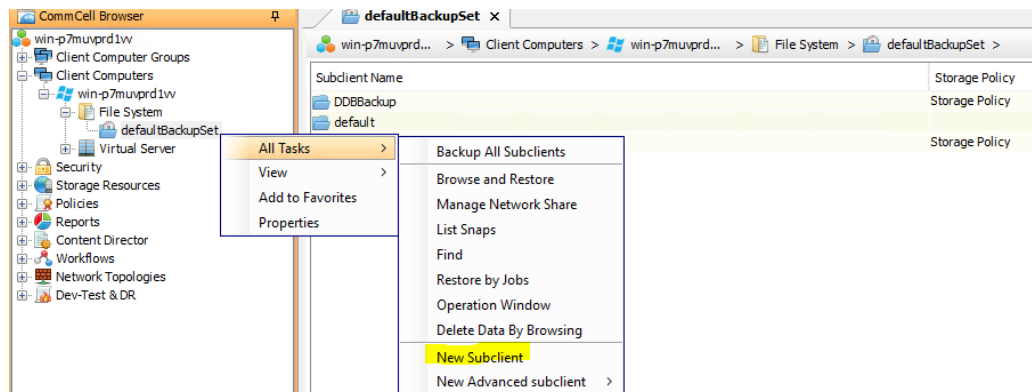 CommCell Browser
win-p7muvprd1vv
Client Computer Groups
Client Computers
win-p7muvprd1vv
File System
defaultBackupSet
Virtual Server
Security
Storage Resources
Policies
Reports
Content Director
Workflows
Network Topologies
Dev-Test & DR
defaultBackupSet ×
win-p7muvprd... > Client Computers > win-p7muvprd... > File System > defaultBackupSet >
Subclient Name Storage Policy
DDBBackup Storage Policy
default
Storage Policy
All Tasks >
View >
Add to Favorites
Properties
Backup All Subclients
Browse and Restore
Manage Network Share
List Snaps
Find
Restore by Jobs
Operation Window
Delete Data By Browsing
New Subclient
New Advanced subclient >